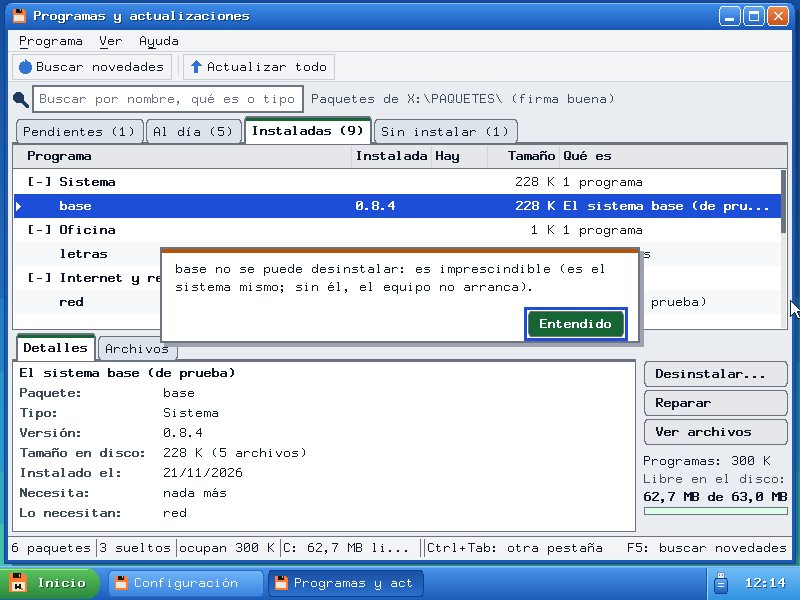 Programas y actualizaciones
Programa Ver Ayuda
Buscar novedades Actualizar todo
Buscar por nombre, qué es o tipo Paquetes de X:\PAQUETES\ (firma buena)
Pendientes (1) Al día (5) Instaladas (9) Sin instalar (1)
Programa Instalada Hay Tamaño Qué es
[-] Sistema 228 K 1 programa
base 0.8.4 228 K El sistema base (de pru...
[-] Oficina 1 K 1 programa
letras
[-] Internet y re
red prueba)
base no se puede desinstalar: es imprescindible (es el
sistema mismo; sin él, el equipo no arranca).
Entendido
Detalles Archivos
El sistema base (de prueba)
Paquete: base
Tipo: Sistema
Versión: 0.8.4
Tamaño en disco: 228 K (5 archivos)
Instalado el: 21/11/2026
Necesita: nada más
Lo necesitan: red
Desinstalar...
Reparar
Ver archivos
Programas: 300 K
Libre en el disco:
62,7 MB de 63,0 MB
6 paquetes 3 sueltos ocupan 300 K C: 62,7 MB li... Ctrl+Tab: otra pestaña F5: buscar novedades
Inicio Configuración Programas y act 12:14